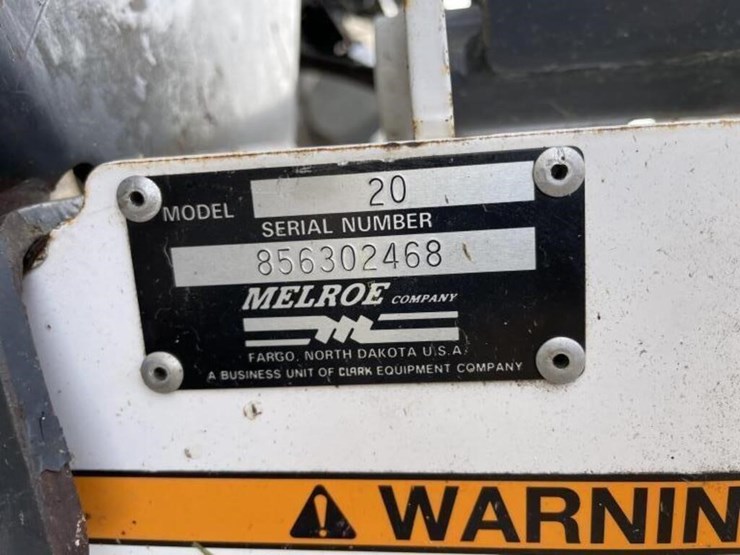 MODEL 20
SERIAL NUMBER
856302468
MELROE COMPANY
FARGO, NORTH DAKOTA U.S.A.
A BUSINESS UNIT OF CLARK EQUIPMENT COMPANY
WARNIN